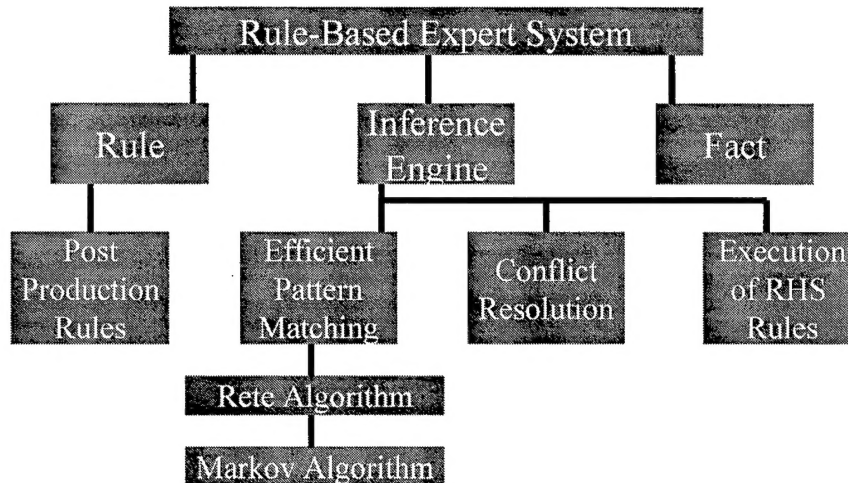 Rule-Based Expert System
Rule
Inference
Engine
Fact
Post
Production
Rules
Efficient
Pattern
Matching
Conflict
Resolution
Execution
of RHS
Rules
Rete Algorithm
Markov Algorithm